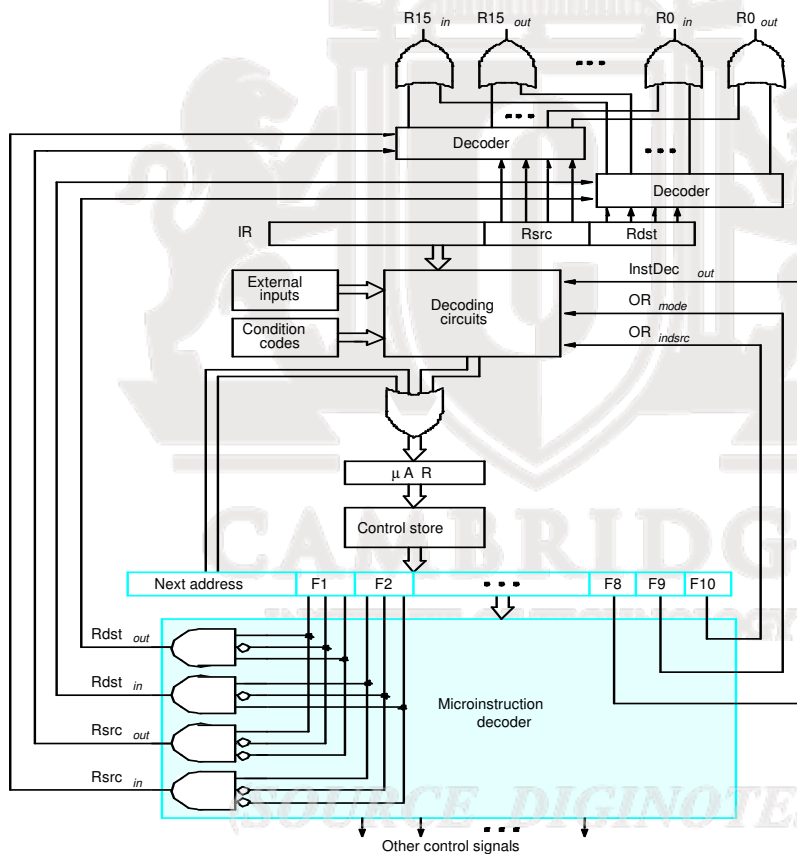 R15 in R15 out R0 in R0 out
Decoder
Decoder
IR Rsrc Rdst
External inputs
Condition codes
Decoding circuits
InstDec out
OR mode
OR indsrc
μ A R
Control store
CAMBRIDG
Next address F1 F2 F8 F9 F10
Rdst out
Rdst in
Rsrc out
Rsrc in
Microinstruction decoder
(SOURCE DIGINOTE
Other control signals